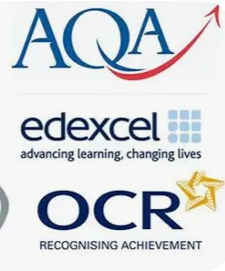 AQA
edexcel
advancing learning, changing lives
OCR
RECOGNISING ACHIEVEMENT